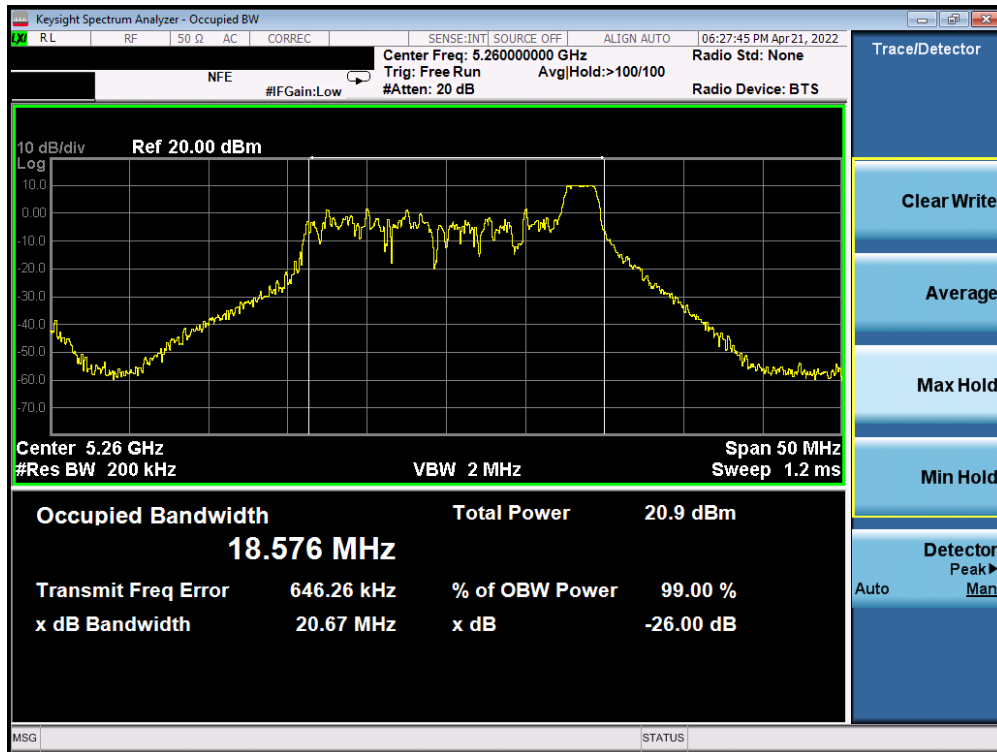 Keysight Spectrum Analyzer - Occupied BW
LXI RL RF 50 Ω AC CORREC SENSE:INT SOURCE OFF ALIGN AUTO 06:27:45 PM Apr 21, 2022
Center Freq: 5.260000000 GHz Radio Std: None
NFE Trig: Free Run Avg|Hold:>100/100
#IFGain:Low #Atten: 20 dB Radio Device: BTS
10 dB/div Ref 20.00 dBm
Log
10.0
0.00
-10.0
-20.0
-30.0
-40.0
-50.0
-60.0
-70.0
Center 5.26 GHz Span 50 MHz
#Res BW 200 kHz VBW 2 MHz Sweep 1.2 ms
Occupied Bandwidth Total Power 20.9 dBm
18.576 MHz
Transmit Freq Error 646.26 kHz % of OBW Power 99.00 %
x dB Bandwidth 20.67 MHz x dB -26.00 dB
MSG STATUS
Trace/Detector
Clear Write
Average
Max Hold
Min Hold
Detector
Peak▶
Auto Man